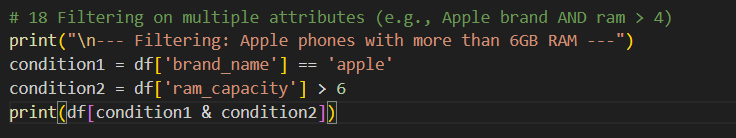 # 18 Filtering on multiple attributes (e.g., Apple brand AND ram > 4)
print("\n--- Filtering: Apple phones with more than 6GB RAM ---")
condition1 = df['brand_name'] == 'apple'
condition2 = df['ram_capacity'] > 6
print(df[condition1 & condition2])